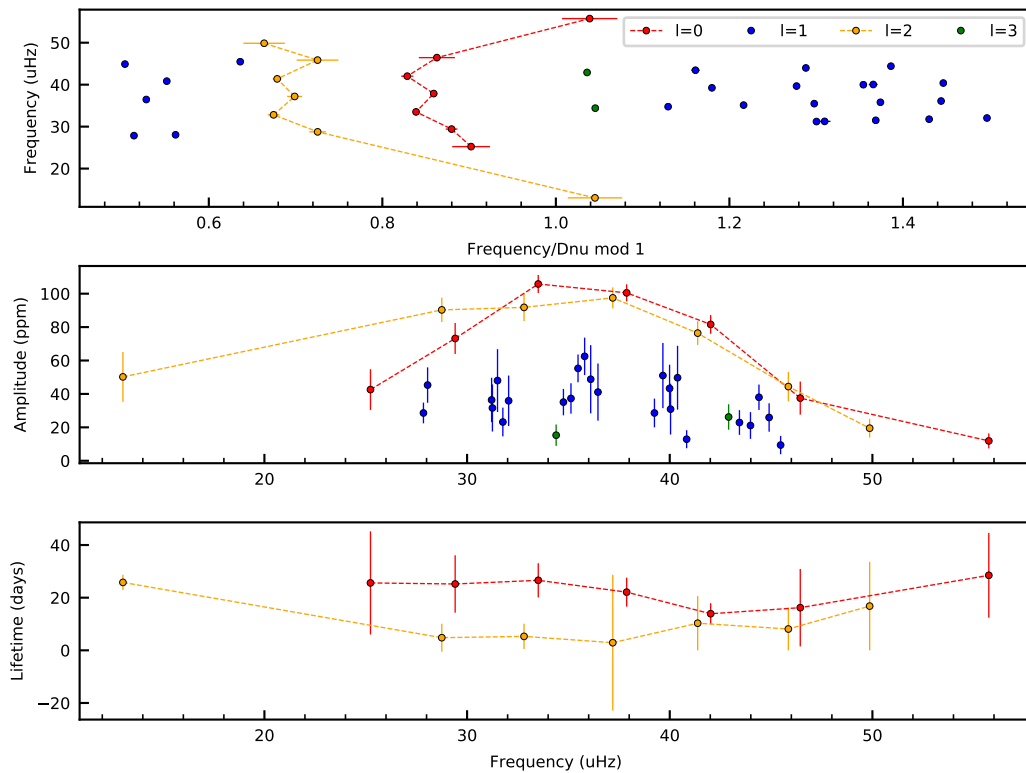 l=0 l=1 l=2 l=3
50
40
30
20
Frequency (uHz)
0.6 0.8 1.0 1.2 1.4
Frequency/Dnu mod 1
100
80
60
40
20
0
Amplitude (ppm)
20 30 40 50
40
20
0
−20
Lifetime (days)
20 30 40 50
Frequency (uHz)